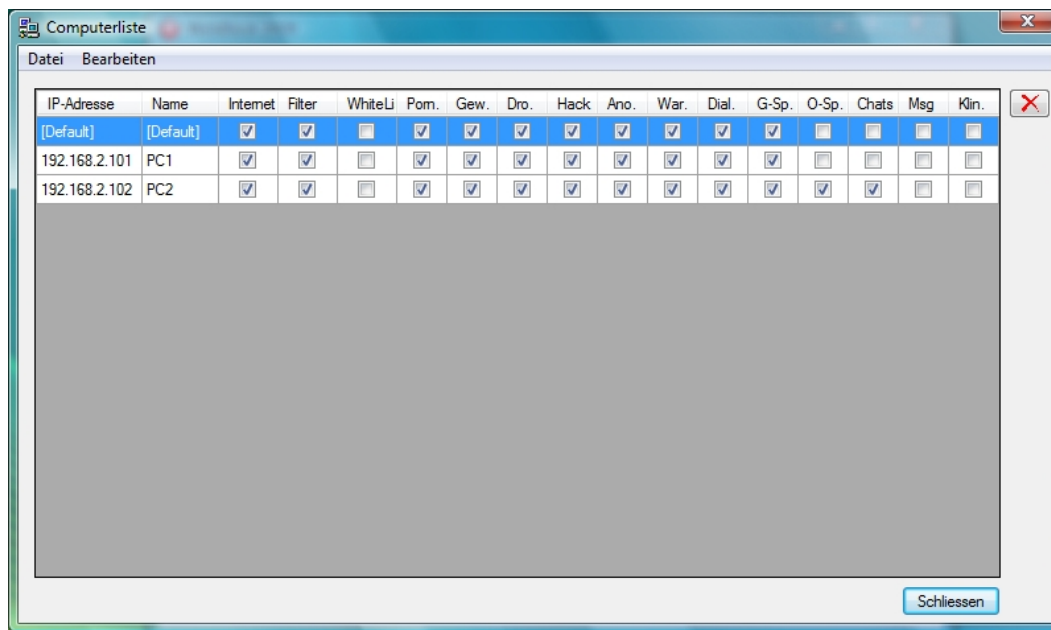 Computerliste
Datei Bearbeiten
IP-Adresse Name Internet Filter WhiteLi Porn. Gew. Dro. Hack Ano. War. Dial. G-Sp. O-Sp. Chats Msg Klin.
[Default] [Default]
192.168.2.101 PC1
192.168.2.102 PC2
Schliessen